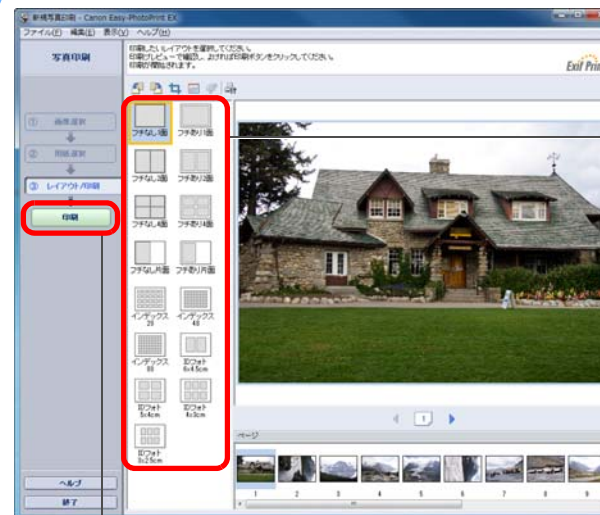 新規写真印刷 - Canon Easy-PhotoPrint EX
ファイル(F) 編集(E) 表示(V) ヘルプ(H)
写真印刷
印刷したいレイアウトを選択してください。
印刷プレビューで確認し、よければ印刷ボタンをクリックしてください。
印刷が開始されます。
Exif Prin
① 画像選択
② 用紙選択
③ レイアウト/印刷
印刷
フチなし1面 フチあり1面
フチなし2面 フチあり2面
フチなし4面 フチあり4面
フチなし片面 フチあり片面
インデックス 20 インデックス 40
インデックス 80 IDフォト 6x4.5cm
IDフォト 5x4cm IDフォト 4x3cm
IDフォト 3x2.5cm
1
ページ
1 2 3 4 5 6 7 8 9
ヘルプ
終了